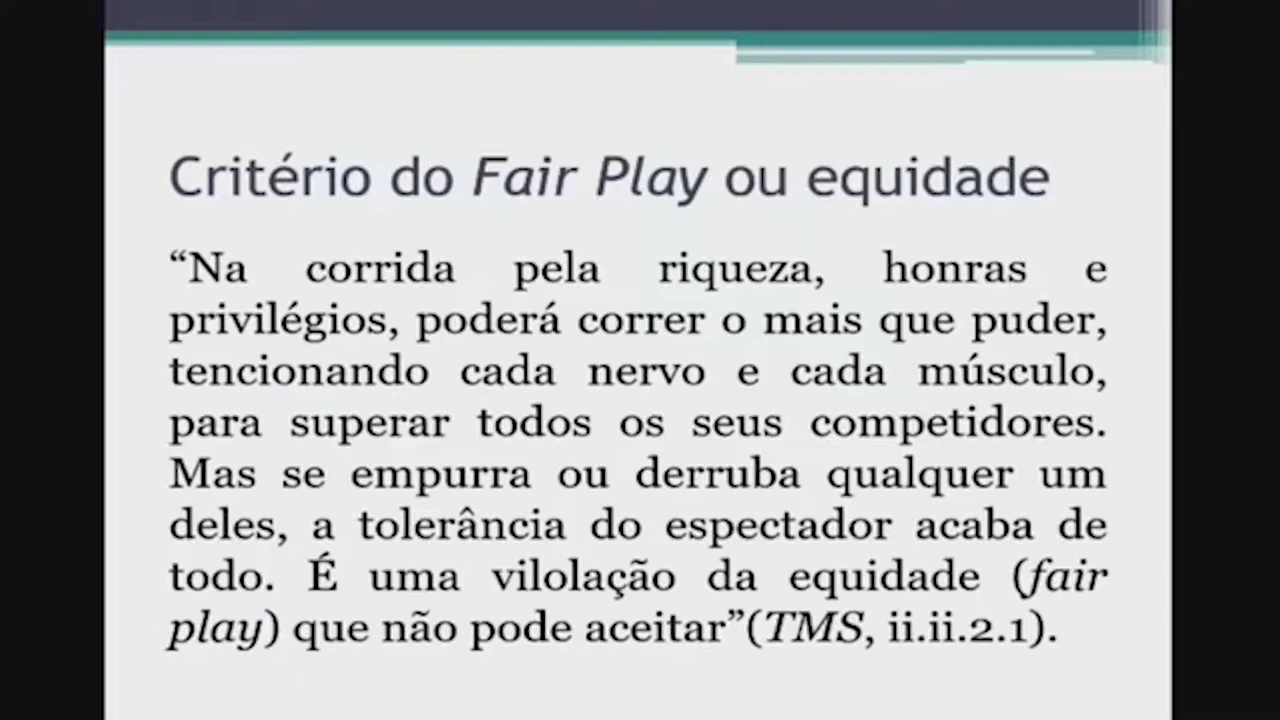 Critério do Fair Play ou equidade
“Na corrida pela riqueza, honras e
privilégios, poderá correr o mais que puder,
tencionando cada nervo e cada músculo,
para superar todos os seus competidores.
Mas se empurra ou derruba qualquer um
deles, a tolerância do espectador acaba de
todo. É uma vilolação da equidade (fair
play) que não pode aceitar”(TMS, ii.ii.2.1).